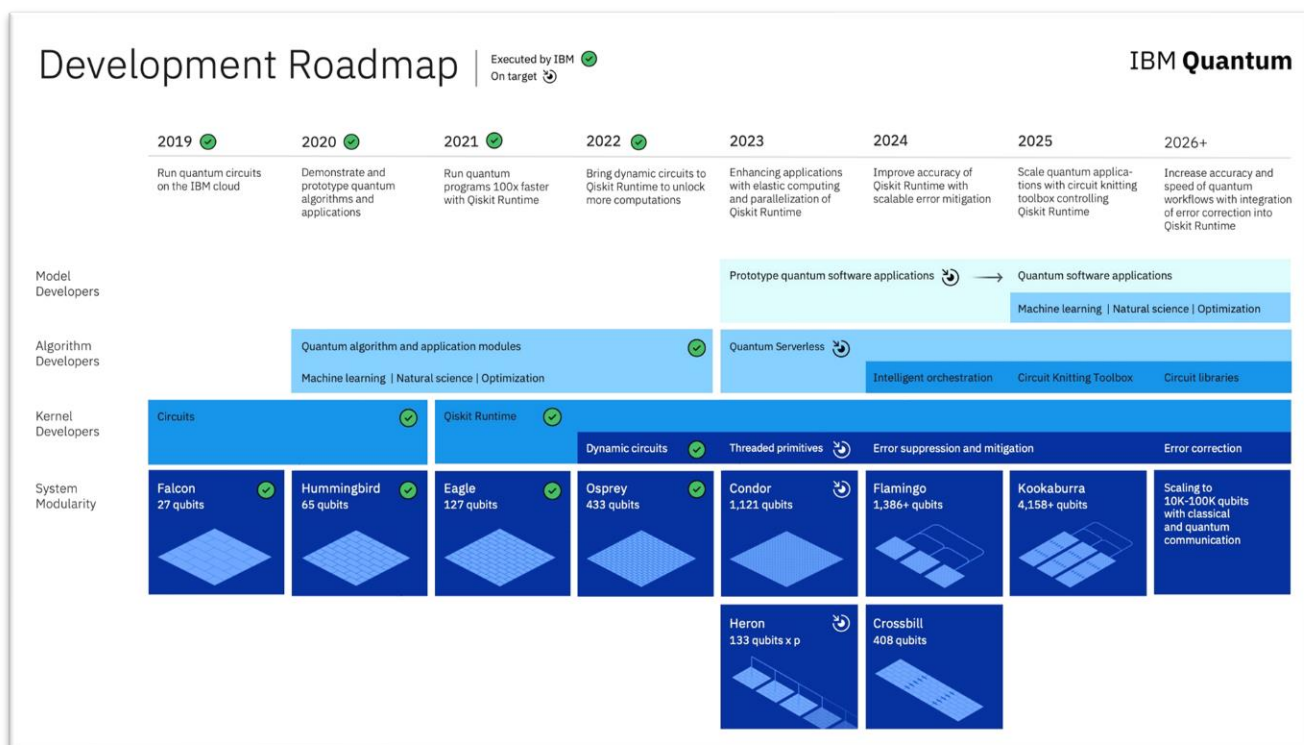 Development Roadmap
Executed by IBM
On target
IBM Quantum
2019
2020
2021
2022
2023
2024
2025
2026+
Run quantum circuits
on the IBM cloud
Demonstrate and
prototype quantum
algorithms and
applications
Run quantum
programs 100x faster
with Qiskit Runtime
Bring dynamic circuits to
Qiskit Runtime to unlock
more computations
Enhancing applications
with elastic computing
and parallelization of
Qiskit Runtime
Improve accuracy of
Qiskit Runtime with
scalable error mitigation
Scale quantum applica-
tions with circuit knitting
toolbox controlling
Qiskit Runtime
Increase accuracy and
speed of quantum
workflows with integration
of error correction into
Qiskit Runtime
Model
Developers
Prototype quantum software applications
Quantum software applications
Machine learning | Natural science | Optimization
Algorithm
Developers
Quantum algorithm and application modules
Machine learning | Natural science | Optimization
Quantum Serverless
Intelligent orchestration
Circuit Knitting Toolbox
Circuit libraries
Kernel
Developers
Circuits
Qiskit Runtime
Dynamic circuits
Threaded primitives
Error suppression and mitigation
Error correction
System
Modularity
Falcon
27 qubits
Hummingbird
65 qubits
Eagle
127 qubits
Osprey
433 qubits
Condor
1,121 qubits
Flamingo
1,386+ qubits
Kookaburra
4,158+ qubits
Scaling to
10K-100K qubits
with classical
and quantum
communication
Heron
133 qubits x p
Crossbill
408 qubits